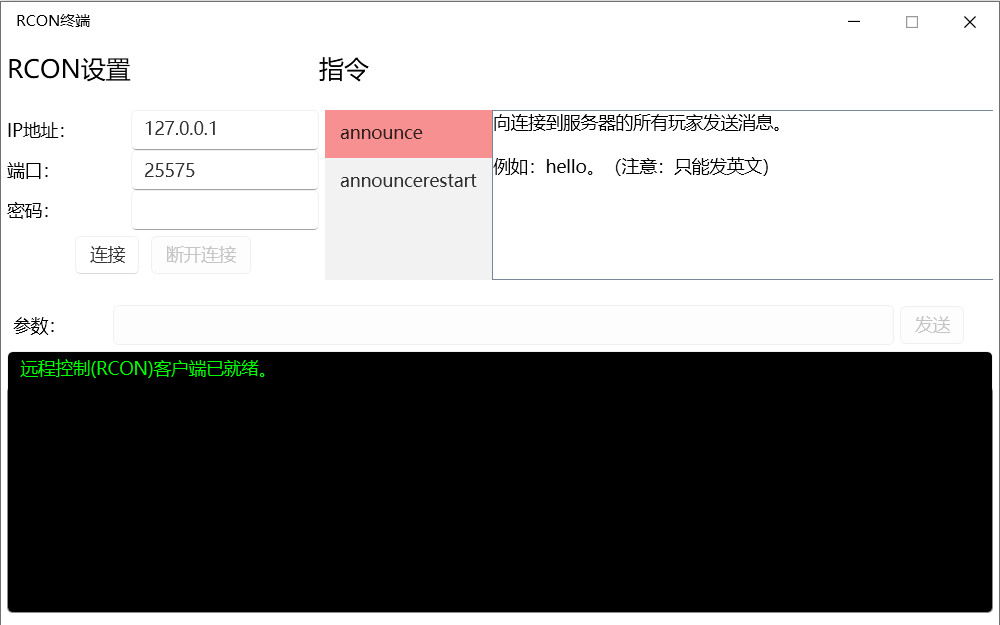 RCON终端
RCON设置
指令
IP地址：
127.0.0.1
端口：
25575
密码：
连接
断开连接
announce
announcerestart
向连接到服务器的所有玩家发送消息。
例如：hello。（注意：只能发英文）
参数：
发送
远程控制(RCON)客户端已就绪。